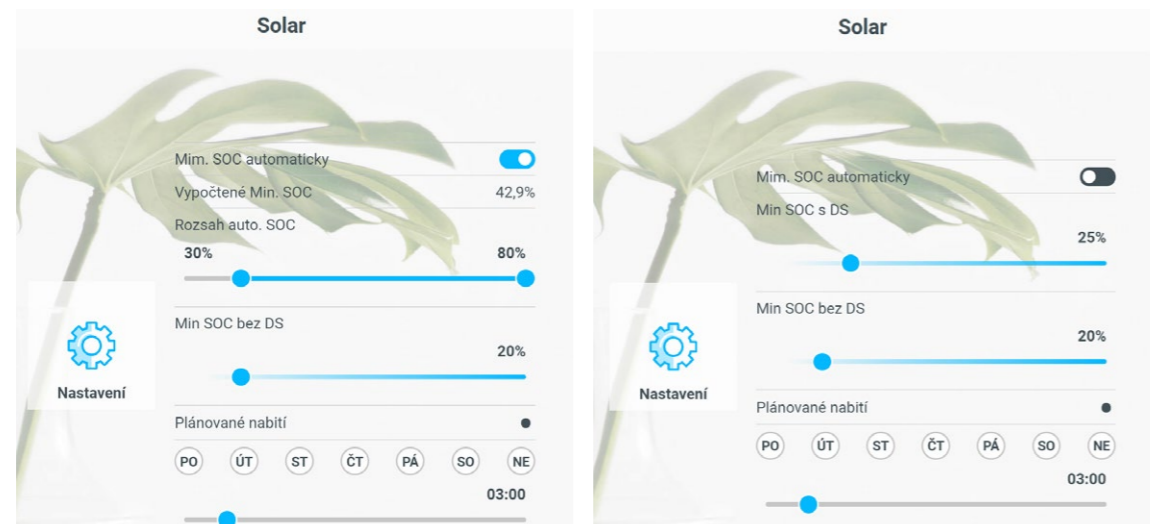 Solar
Mim. SOC automaticky
Vypočtené Min. SOC 42,9%
Rozsah auto. SOC
30% 80%
Min SOC bez DS
20%
Nastavení
Plánované nabití
PO ÚT ST ČT PÁ SO NE
03:00
Solar
Mim. SOC automaticky
Min SOC s DS
25%
Min SOC bez DS
20%
Nastavení
Plánované nabití
PO ÚT ST ČT PÁ SO NE
03:00